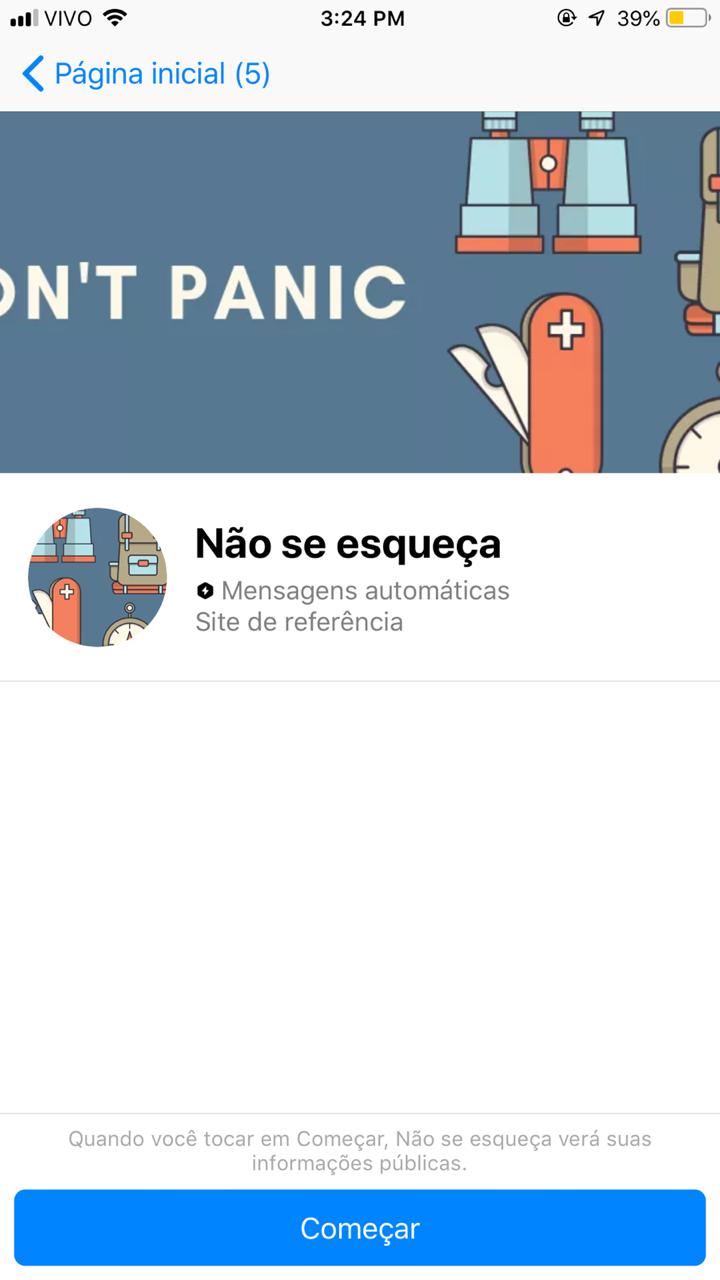 VIVO 3:24 PM 39%
Página inicial (5)
ON'T PANIC
Não se esqueça
Mensagens automáticas
Site de referência
Quando você tocar em Começar, Não se esqueça verá suas
informações públicas.
Começar